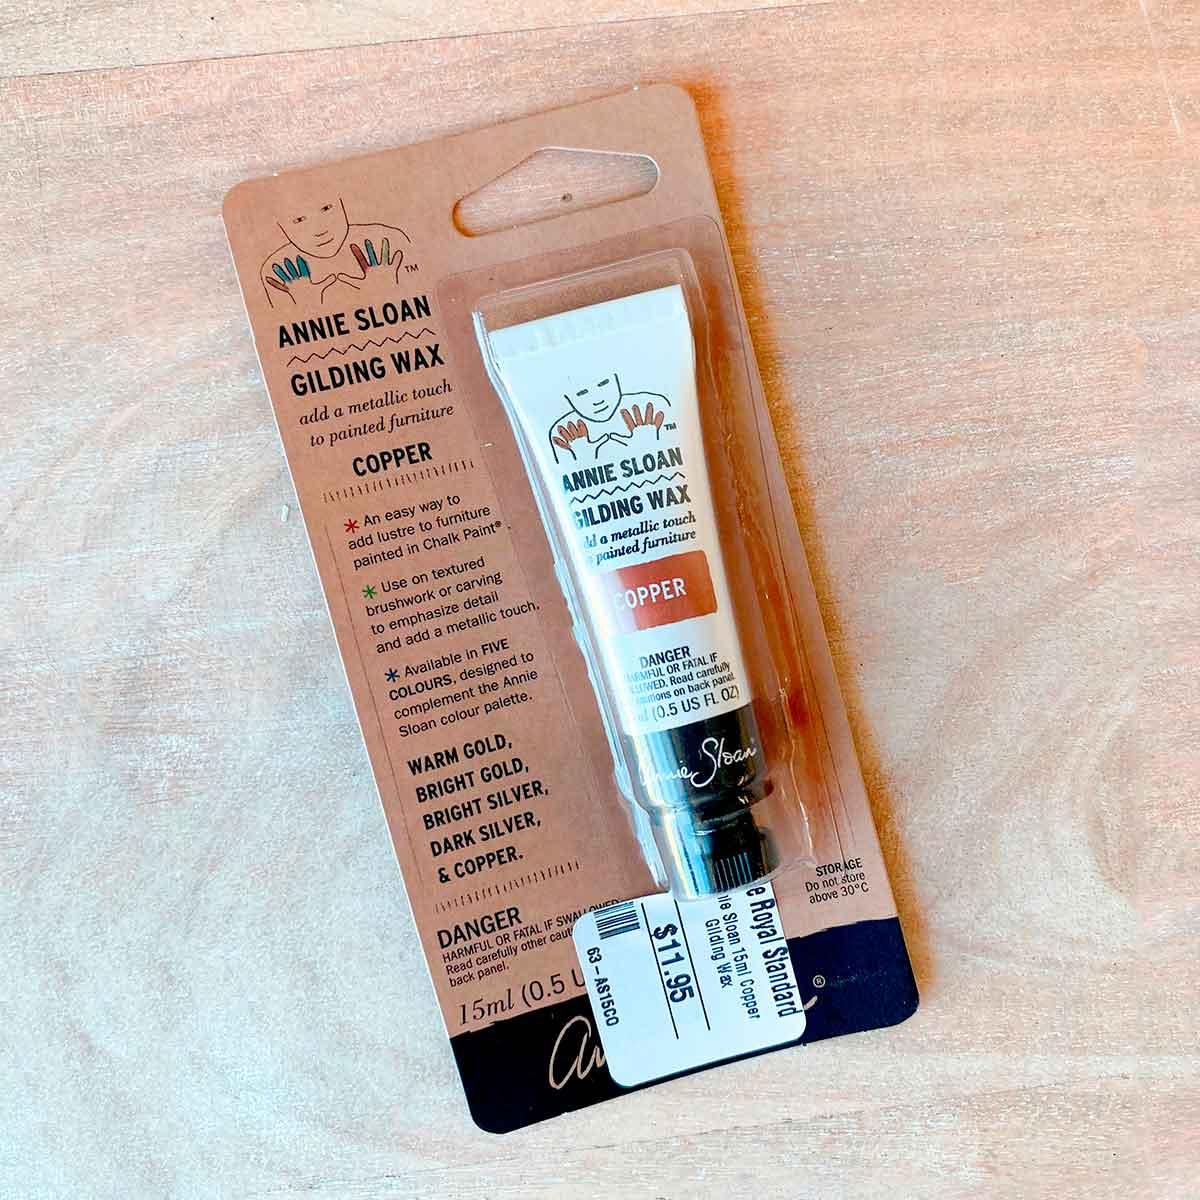 ™
ANNIE SLOAN
GILDING WAX
add a metallic touch
to painted furniture
COPPER
* An easy way to
add lustre to furniture
painted in Chalk Paint®
* Use on textured
brushwork or carving
to emphasize detail
and add a metallic touch.
* Available in FIVE
COLOURS, designed to
complement the Annie
Sloan colour palette.
WARM GOLD,
BRIGHT GOLD,
BRIGHT SILVER,
DARK SILVER,
& COPPER.
DANGER
HARMFUL OR FATAL IF SWALLOWED.
Read carefully other
back panel.
15ml (0.5 U
®
™
ANNIE SLOAN
GILDING WAX
add a metallic touch
painted furniture
COPPER
DANGER
HARMFUL OR FATAL IF
Read carefully
on back panel.
(0.5 US FL OZ)
Annie Sloan
STORAGE
Do not store
above 30°C
Royal Standard
Sloan 15ml Copper
Gilding Wax
$11.95
63-AS15CO